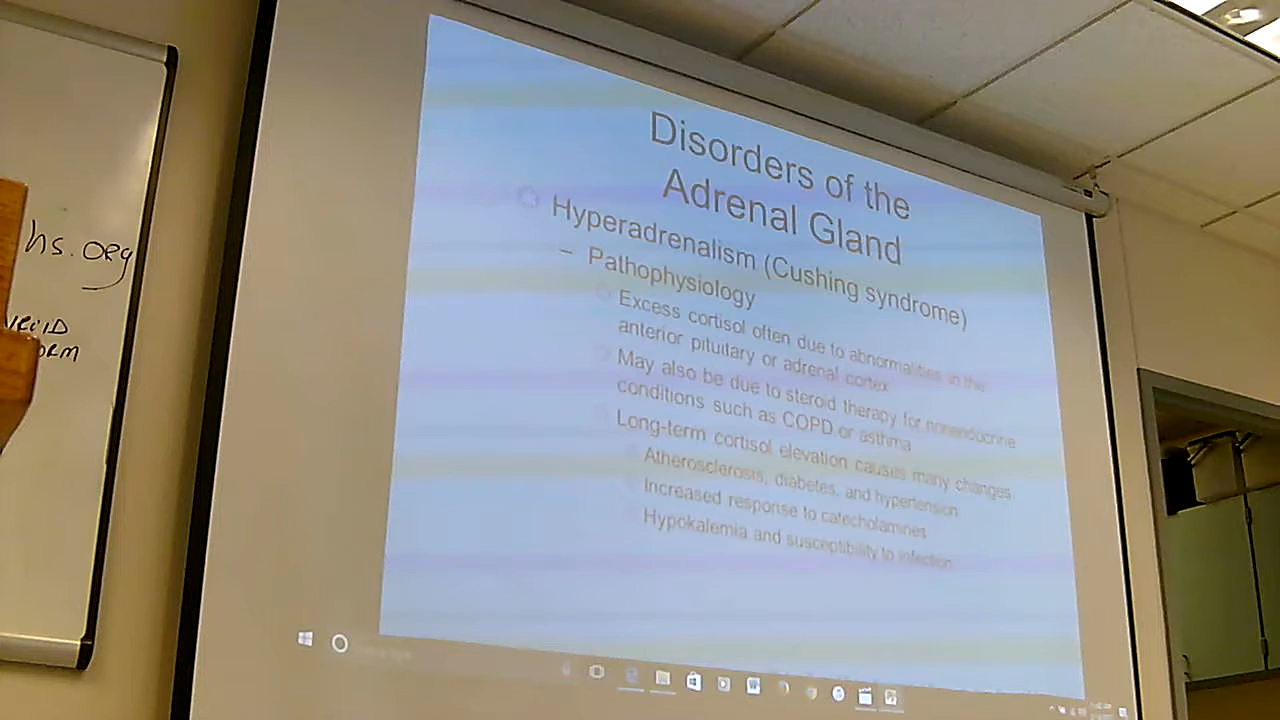 hs.org
Disorders of the
Adrenal Gland
Hyperadrenalism (Cushing syndrome)
– Pathophysiology
Excess cortisol often due to abnormalities in the
anterior pituitary or adrenal cortex
May also be due to steroid therapy for nonendocrine
conditions such as COPD or asthma
Long-term cortisol elevation causes many changes
Atherosclerosis, diabetes, and hypertension
Increased response to catecholamines
Hypokalemia and susceptibility to infection